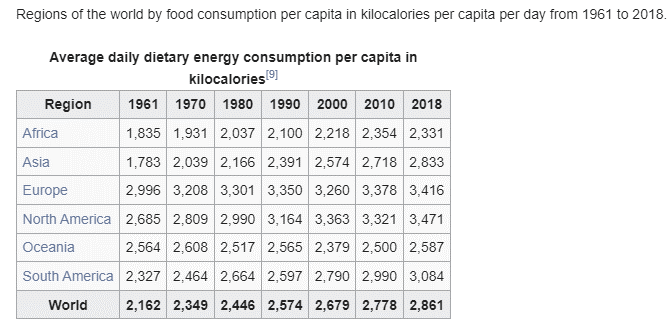 Regions of the world by food consumption per capita in kilocalories per capita per day from 1961 to 2018.
Average daily dietary energy consumption per capita in
kilocalories[9]
Region 1961 1970 1980 1990 2000 2010 2018
Africa 1,835 1,931 2,037 2,100 2,218 2,354 2,331
Asia 1,783 2,039 2,166 2,391 2,574 2,718 2,833
Europe 2,996 3,208 3,301 3,350 3,260 3,378 3,416
North America 2,685 2,809 2,990 3,164 3,363 3,321 3,471
Oceania 2,564 2,608 2,517 2,565 2,379 2,500 2,587
South America 2,327 2,464 2,664 2,597 2,790 2,990 3,084
World 2,162 2,349 2,446 2,574 2,679 2,778 2,861